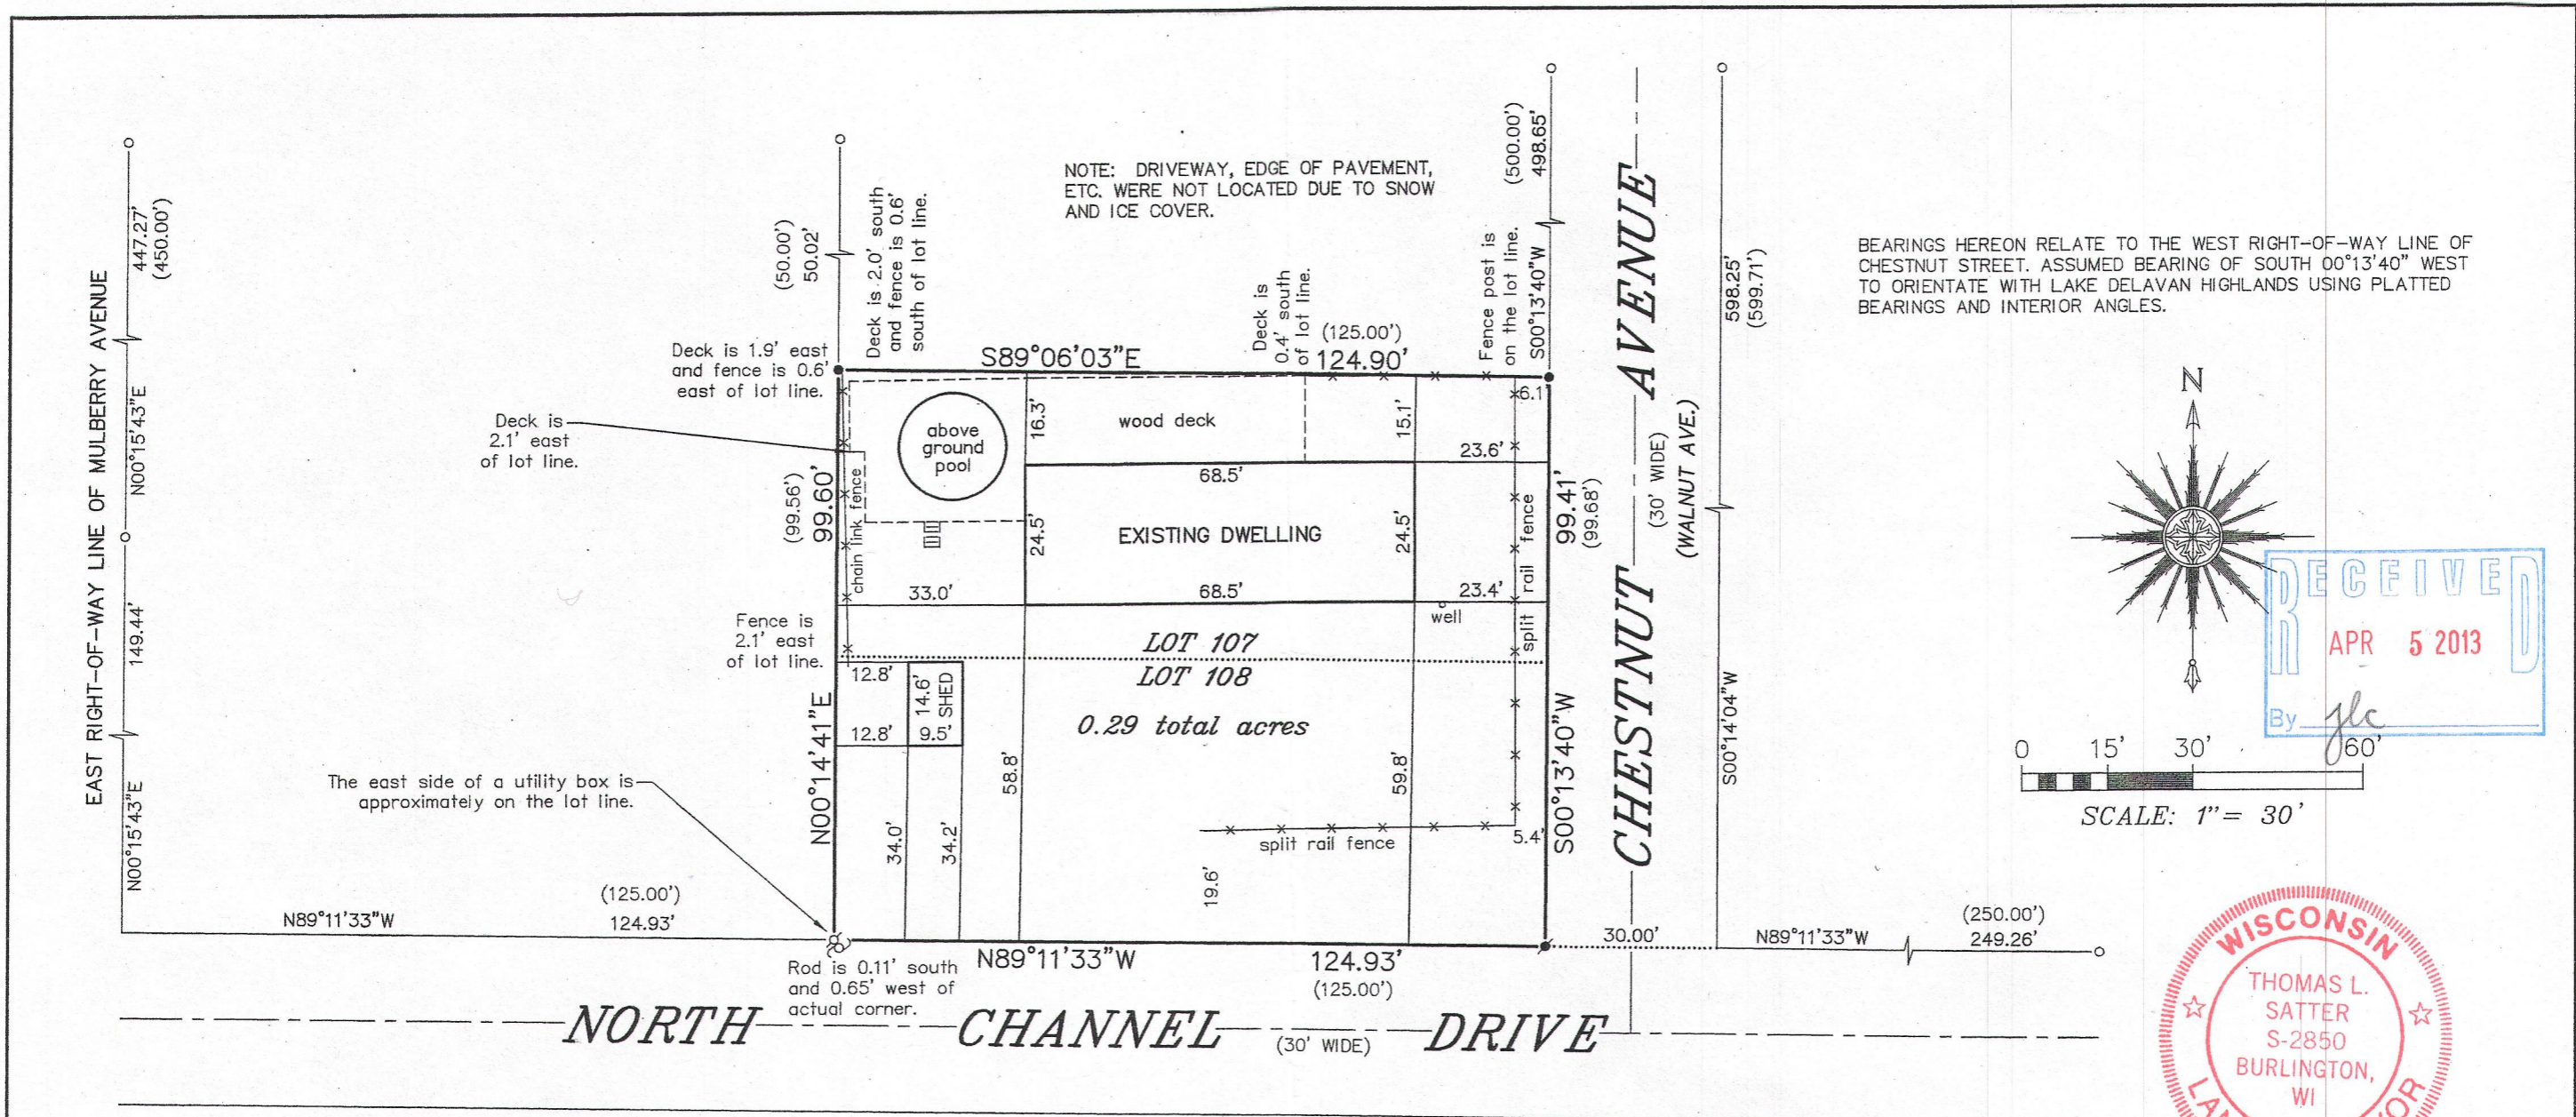 EAST RIGHT-OF-WAY LINE OF MULBERRY AVENUE
447.27'
(450.00')
N00°15'43"E
149.44'
N00°15'43"E
N89°11'33"W
(125.00')
124.93'
(50.00')
50.02'
Deck is 2.0' south
and fence is 0.6'
south of lot line.
NOTE: DRIVEWAY, EDGE OF PAVEMENT,
ETC. WERE NOT LOCATED DUE TO SNOW
AND ICE COVER.
Deck is
0.4' south
of lot line.
Fence post is
on the lot line.
(500.00')
498.65'
S00°13'40"W
Deck is 1.9' east
and fence is 0.6'
east of lot line.
S89°06'03"E
(125.00')
124.90'
Deck is
2.1' east
of lot line.
above
ground
pool
16.3'
wood deck
15.1'
6.1
23.6'
68.5'
(99.56')
99.60'
chain link fence
24.5'
EXISTING DWELLING
24.5'
split rail fence
99.41'
(99.68')
33.0'
68.5'
23.4'
well
Fence is
2.1' east
of lot line.
LOT 107
LOT 108
0.29 total acres
12.8'
14.6'
SHED
12.8'
9.5'
N00°14'41"E
34.0'
34.2'
58.8'
59.8'
S00°13'40"W
The east side of a utility box is
approximately on the lot line.
split rail fence
5.4'
19.6'
Rod is 0.11' south
and 0.65' west of
actual corner.
N89°11'33"W
124.93'
(125.00')
NORTH CHANNEL DRIVE
(30' WIDE)
CHESTNUT AVENUE
(30' WIDE)
(WALNUT AVE.)
598.25'
(599.71')
S00°14'04"W
30.00'
N89°11'33"W
(250.00')
249.26'
BEARINGS HEREON RELATE TO THE WEST RIGHT-OF-WAY LINE OF
CHESTNUT STREET. ASSUMED BEARING OF SOUTH 00°13'40" WEST
TO ORIENTATE WITH LAKE DELAVAN HIGHLANDS USING PLATTED
BEARINGS AND INTERIOR ANGLES.
N
RECEIVED
APR 5 2013
By jlc
0 15' 30' 60'
SCALE: 1"= 30'
WISCONSIN
THOMAS L.
SATTER
S-2850
BURLINGTON,
WI